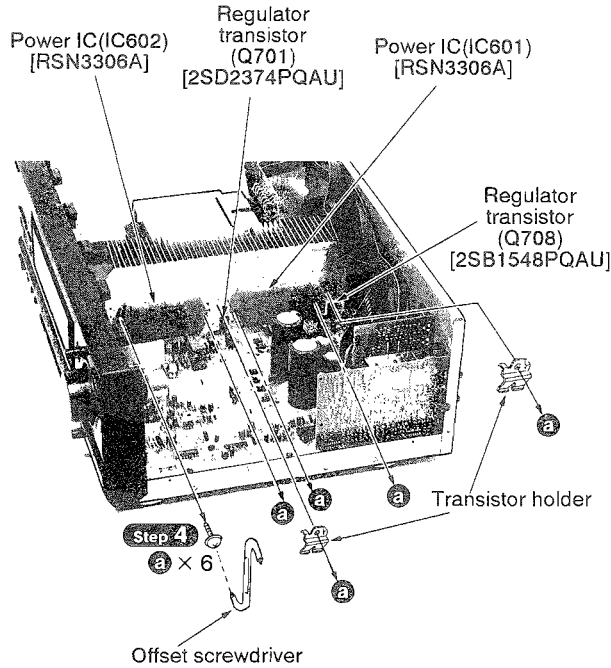 Regulator
transistor
(Q701)
[2SD2374PQAU]
Power IC(IC602)
[RSN3306A]
Power IC(IC601)
[RSN3306A]
Regulator
transistor
(Q708)
[2SB1548PQAU]
a
a
a
a
Transistor holder
Step 4
a × 6
a
Offset screwdriver